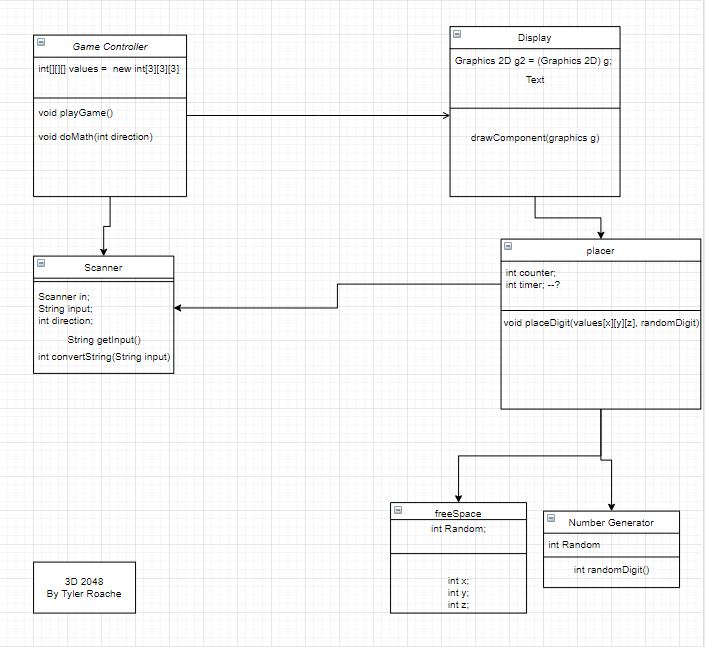 Game Controller
int[][][] values = new int[3][3][3]
void playGame()
void doMath(int direction)
Display
Graphics 2D g2 = (Graphics 2D) g;
Text
drawComponent(graphics g)
Scanner
Scanner in;
String input;
int direction;
String getInput()
int convertString(String input)
placer
int counter;
int timer; --?
void placeDigit(values[x][y][z], randomDigit)
freeSpace
int Random;
int x;
int y;
int z;
Number Generator
int Random
int randomDigit()
3D 2048
By Tyler Roache